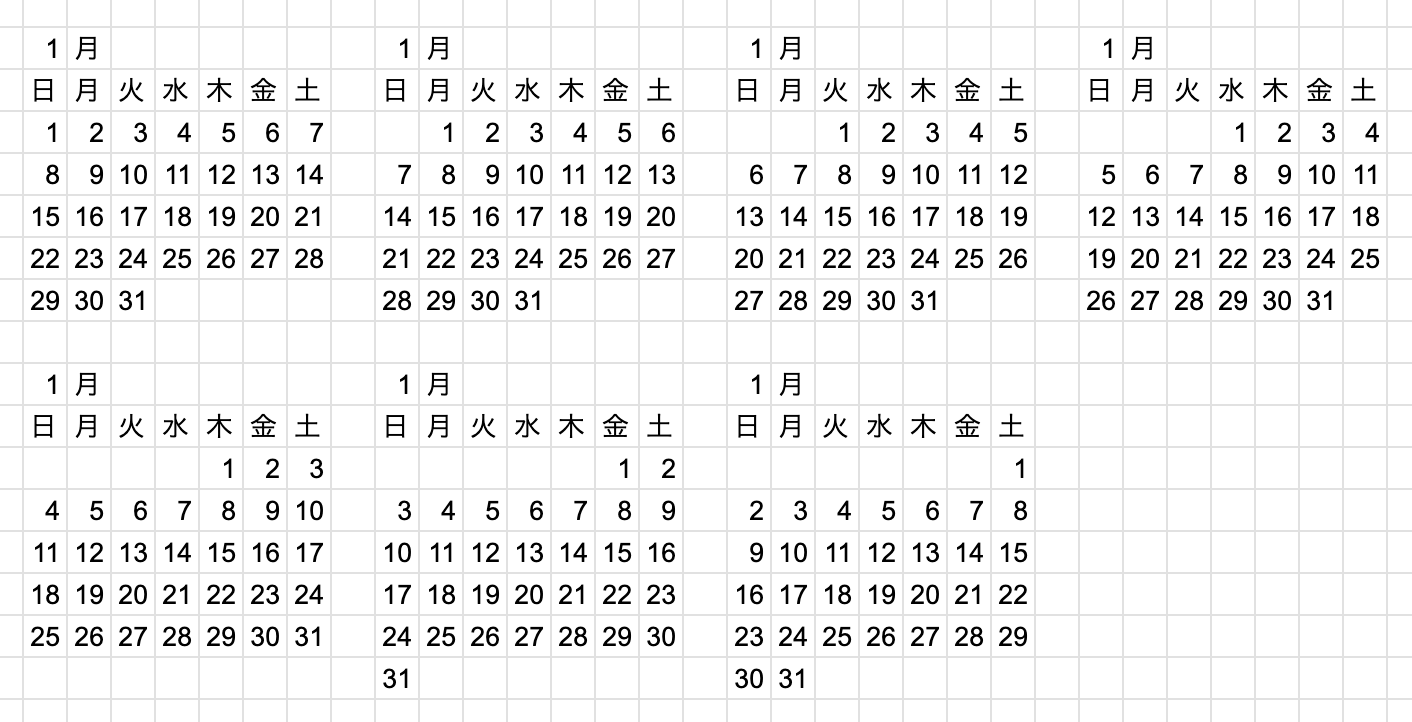 1 月 1 月 1 月 1 月
日 月 火 水 木 金 土 日 月 火 水 木 金 土 日 月 火 水 木 金 土 日 月 火 水 木 金 土
1 2 3 4 5 6 7 1 2 3 4 5 6 1 2 3 4 5 1 2 3 4
8 9 10 11 12 13 14 7 8 9 10 11 12 13 6 7 8 9 10 11 12 5 6 7 8 9 10 11
15 16 17 18 19 20 21 14 15 16 17 18 19 20 13 14 15 16 17 18 19 12 13 14 15 16 17 18
22 23 24 25 26 27 28 21 22 23 24 25 26 27 20 21 22 23 24 25 26 19 20 21 22 23 24 25
29 30 31 28 29 30 31 27 28 29 30 31 26 27 28 29 30 31
1 月 1 月 1 月
日 月 火 水 木 金 土 日 月 火 水 木 金 土 日 月 火 水 木 金 土
1 2 3 1 2 1
4 5 6 7 8 9 10 3 4 5 6 7 8 9 2 3 4 5 6 7 8
11 12 13 14 15 16 17 10 11 12 13 14 15 16 9 10 11 12 13 14 15
18 19 20 21 22 23 24 17 18 19 20 21 22 23 16 17 18 19 20 21 22
25 26 27 28 29 30 31 24 25 26 27 28 29 30 23 24 25 26 27 28 29
31 30 31